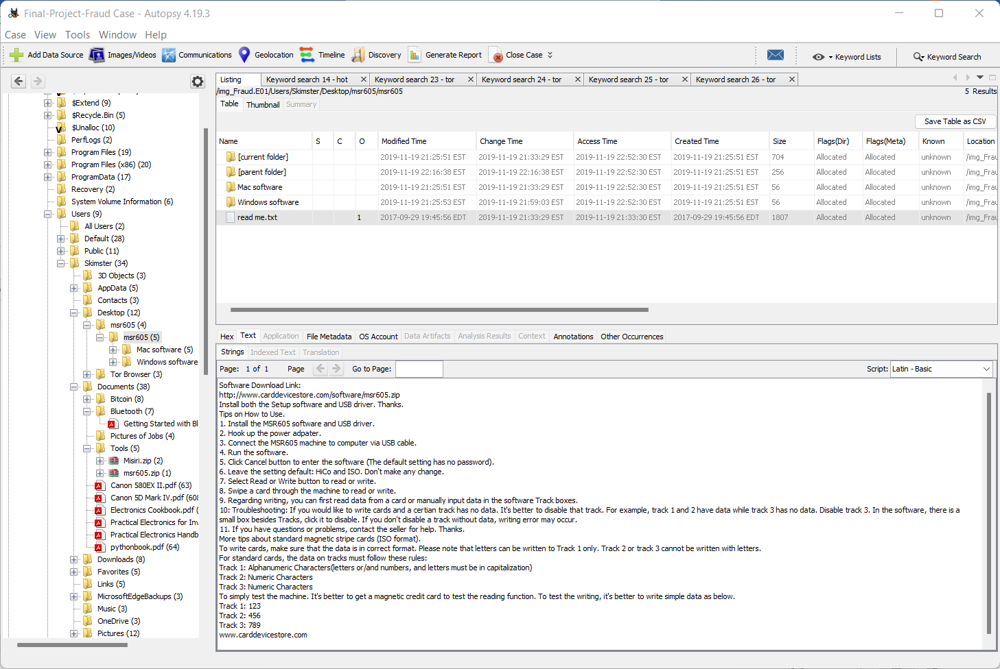 Final-Project-Fraud Case - Autopsy 4.19.3
Case View Tools Window Help
Add Data Source Images/Videos Communications Geolocation Timeline Discovery Generate Report Close Case Keyword Lists Keyword Search
$Extend (9)
$Recycle.Bin (5)
$Unalloc (10)
PerfLogs (2)
Program Files (19)
Program Files (x86) (20)
ProgramData (17)
Recovery (2)
System Volume Information (6)
Users (9)
All Users (2)
Default (28)
Public (11)
Skimster (34)
3D Objects (3)
AppData (5)
Contacts (3)
Desktop (12)
msr605 (4)
msr605 (5)
Mac software (5)
Windows software
Tor Browser (3)
Documents (38)
Bitcoin (8)
Bluetooth (7)
Getting Started with Bl
Pictures of Jobs (4)
Tools (5)
Misiri.zip (2)
msr605.zip (1)
Canon 580EX II.pdf (63)
Canon 5D Mark IV.pdf (608
Electronics Cookbook.pdf (
Practical Electronics for Inv
Practical Electronics Handb
pythonbook.pdf (64)
Downloads (8)
Favorites (5)
Links (5)
MicrosoftEdgeBackups (3)
Music (3)
OneDrive (3)
Pictures (12)
Listing Keyword search 14 - hot Keyword search 23 - tor Keyword search 24 - tor Keyword search 25 - tor Keyword search 26 - tor
/img_Fraud.E01/Users/Skimster/Desktop/msr605/msr605 5 Results
Table Thumbnail Summary
Save Table as CSV
Name S C O Modified Time Change Time Access Time Created Time Size Flags(Dir) Flags(Meta) Known Location
[current folder] 2019-11-19 21:25:51 EST 2019-11-19 21:33:29 EST 2019-11-19 22:52:30 EST 2019-11-19 21:25:51 EST 704 Allocated Allocated unknown /img_Frau
[parent folder] 2019-11-19 22:16:38 EST 2019-11-19 22:16:38 EST 2019-11-19 22:52:30 EST 2019-11-19 21:25:51 EST 256 Allocated Allocated unknown /img_Frau
Mac software 2019-11-19 21:25:51 EST 2019-11-19 21:33:29 EST 2019-11-19 22:52:30 EST 2019-11-19 21:25:51 EST 56 Allocated Allocated unknown /img_Frau
Windows software 2019-11-19 21:25:53 EST 2019-11-19 21:59:03 EST 2019-11-19 22:52:30 EST 2019-11-19 21:25:51 EST 56 Allocated Allocated unknown /img_Frau
read me.txt 1 2017-09-29 19:45:56 EDT 2019-11-19 21:33:29 EST 2019-11-19 21:33:30 EST 2017-09-29 19:45:56 EDT 1807 Allocated Allocated unknown /img_Frau
Hex Text Application File Metadata OS Account Data Artifacts Analysis Results Context Annotations Other Occurrences
Strings Indexed Text Translation
Page: 1 of 1 Page Go to Page: Script: Latin - Basic
Software Download Link:
http://www.carddevicestore.com/software/msr605.zip
Install both the Setup software and USB driver. Thanks.
Tips on How to Use.
1. Install the MSR605 software and USB driver.
2. Hook up the power adpater.
3. Connect the MSR605 machine to computer via USB cable.
4. Run the software.
5. Click Cancel button to enter the software (The default setting has no password).
6. Leave the setting default: HiCo and ISO. Don't make any change.
7. Select Read or Write button to read or write.
8. Swipe a card through the machine to read or write.
9. Regarding writing, you can first read data from a card or manually input data in the software Track boxes.
10: Troubleshooting: If you would like to write cards and a certian track has no data. It's better to disable that track. For example, track 1 and 2 have data while track 3 has no data. Disable track 3. In the software, there is a
small box besides Tracks, click it to disable. If you don't disable a track without data, writing error may occur.
11. If you have questions or problems, contact the seller for help. Thanks.
More tips about standard magnetic stripe cards (ISO format).
To write cards, make sure that the data is in correct format. Please note that letters can be written to Track 1 only. Track 2 or track 3 cannot be written with letters.
For standard cards, the data on tracks must follow these rules:
Track 1: Alphanumeric Characters(letters or/and numbers, and letters must be in capitalization)
Track 2: Numeric Characters
Track 3: Numeric Characters
To simply test the machine. It's better to get a magnetic credit card to test the reading function. To test the writing, it's better to write simple data as below.
Track 1: 123
Track 2: 456
Track 3: 789
www.carddevicestore.com